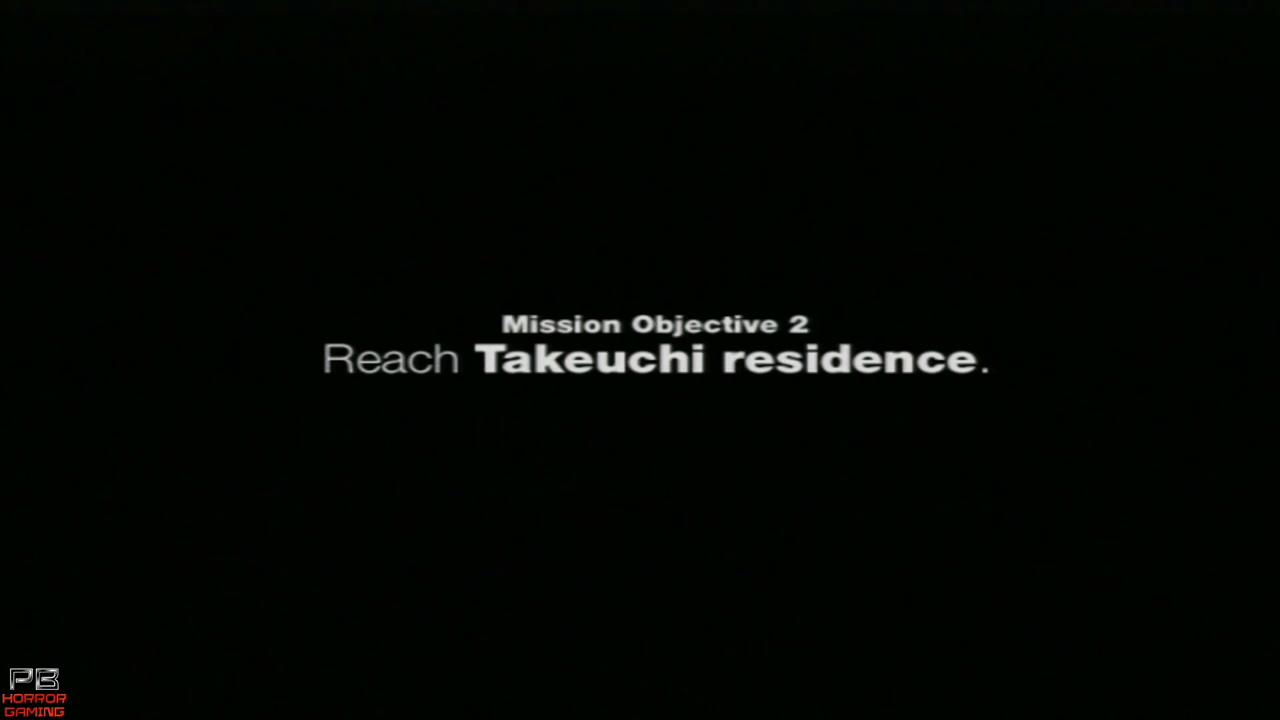 Mission Objective 2
Reach Takeuchi residence.
PB
HORROR
GAMING